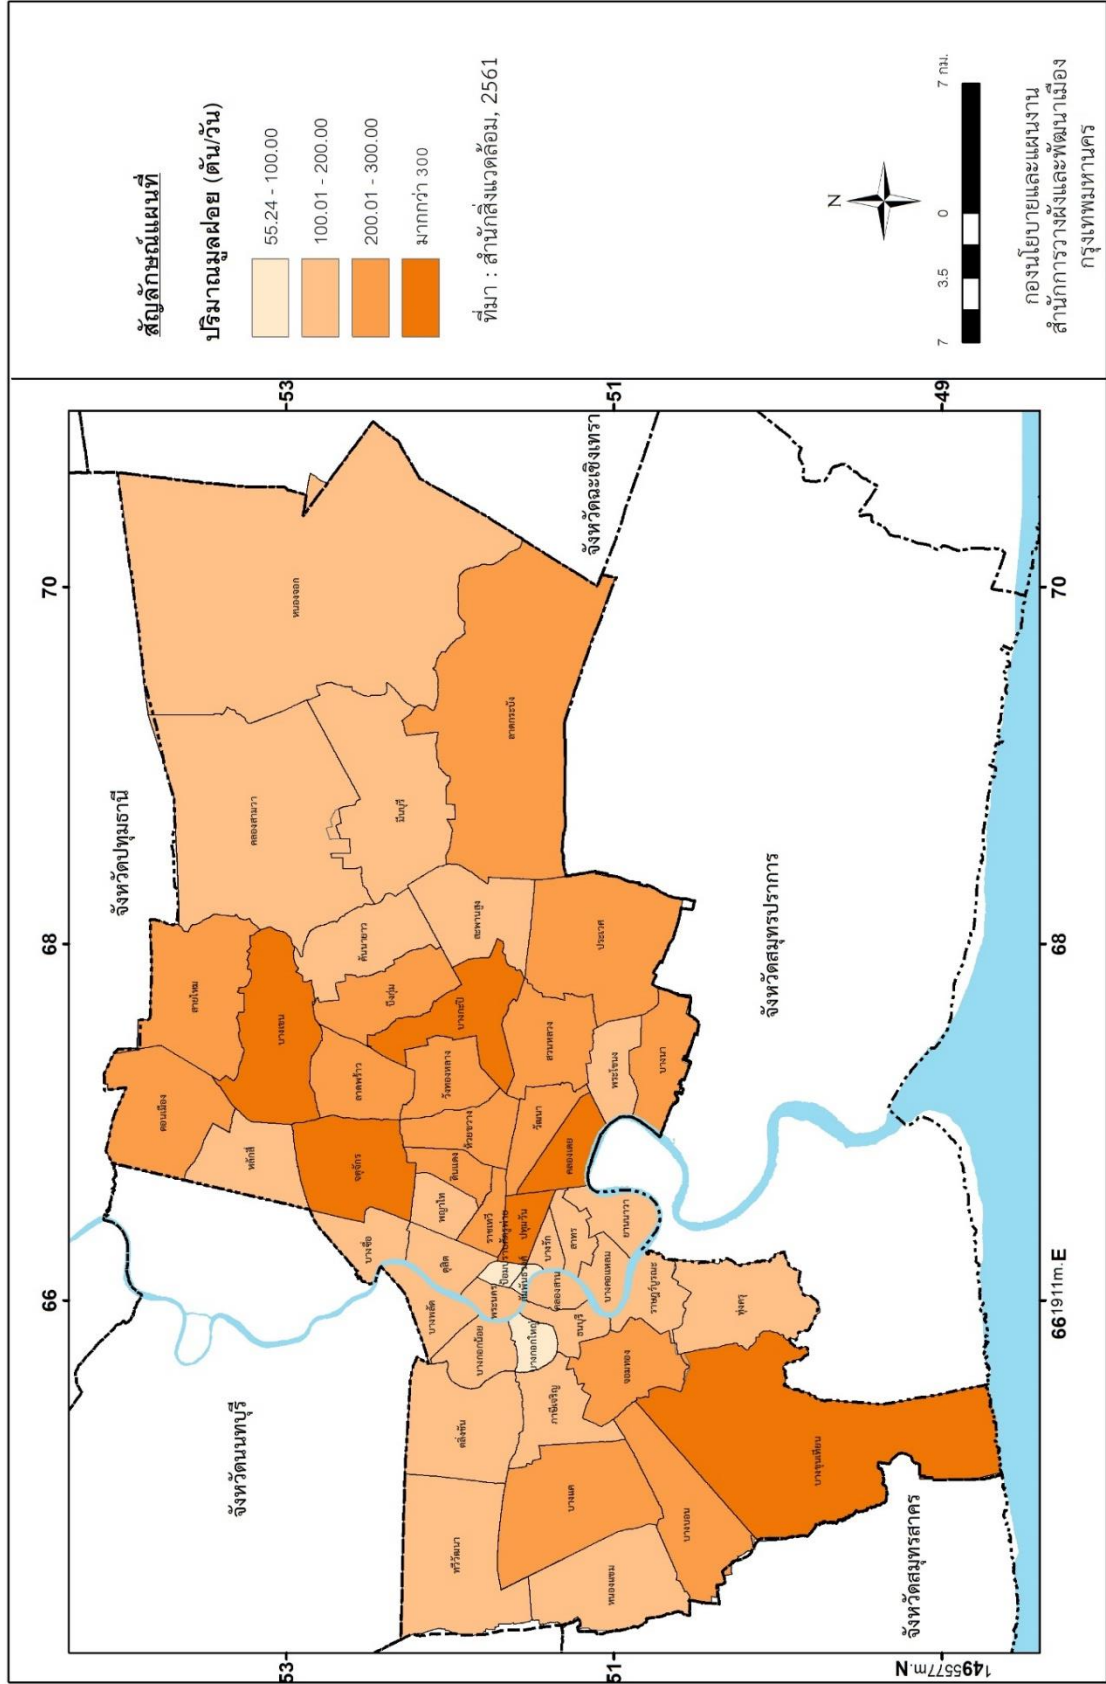 สัญลักษณ์แผนที่
ปริมาณมูลฝอย (ตัน/วัน)
55.24 - 100.00
100.01 - 200.00
200.01 - 300.00
มากกว่า 300
ที่มา : สำนักสิ่งแวดล้อม, 2561
N
7 3.5 0 7 กม.
กองนโยบายและแผนงาน
สำนักการวางผังและพัฒนาเมือง
กรุงเทพมหานคร
66
68
70
53
51
49
53
51
1495577m.N
661911m.E
68
70
จังหวัดปทุมธานี
จังหวัดนนทบุรี
จังหวัดฉะเชิงเทรา
จังหวัดสมุทรปราการ
จังหวัดสมุทรสาคร
หนองจอก
คลองสามวา
มีนบุรี
ลาดกระบัง
สายไหม
ดอนเมือง
บางเขน
หลักสี่
คันนายาว
สะพานสูง
บึงกุ่ม
บางกะปิ
ลาดพร้าว
วังทองหลาง
จตุจักร
ประเวศ
สวนหลวง
พระโขนง
บางนา
ห้วยขวาง
ดินแดง
วัฒนา
คลองเตย
พญาไท
ราชเทวี
ปทุมวัน
บางซื่อ
ดุสิต
ป้อมปราบศัตรูพ่าย
สัมพันธวงศ์
พระนคร
บางรัก
สาทร
ยานนาวา
บางคอแหลม
คลองสาน
บางพลัด
บางกอกน้อย
บางกอกใหญ่
ธนบุรี
ราษฎร์บูรณะ
ทุ่งครุ
จอมทอง
ภาษีเจริญ
ตลิ่งชัน
ทวีวัฒนา
บางแค
หนองแขม
บางบอน
บางขุนเทียน